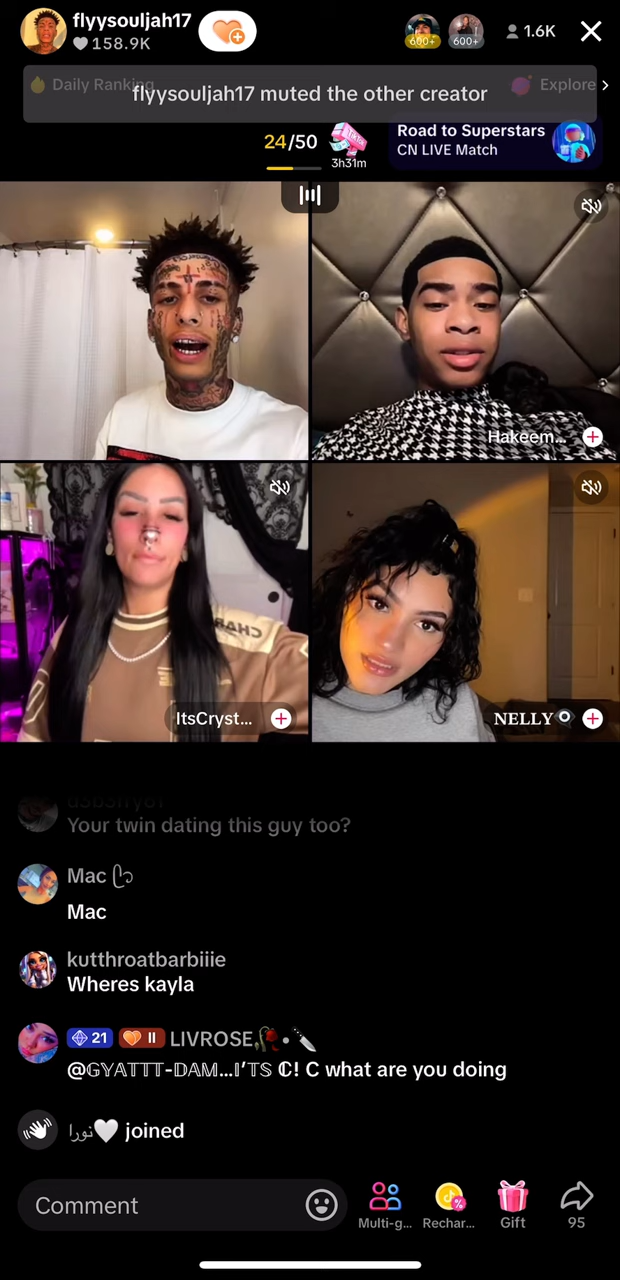 flyysouljah17
158.9K
600+
600+
1.6K
Daily Ranking
Explore
flyysouljah17 muted the other creator
24/50
3h31m
Road to Superstars
CN LIVE Match
Hakeem...
ItsCryst...
NELLY
Your twin dating this guy too?
Mac
Mac
kutthroatbarbiiie
Wheres kayla
21 II LIVROSE
@𝔾𝕐𝔸𝕋𝕋𝕋-𝔻𝔸𝕄...𝕀'𝕋𝕊 ℂ! C what are you doing
نورا🤍 joined
Comment
Multi-g...
Rechar...
Gift
95